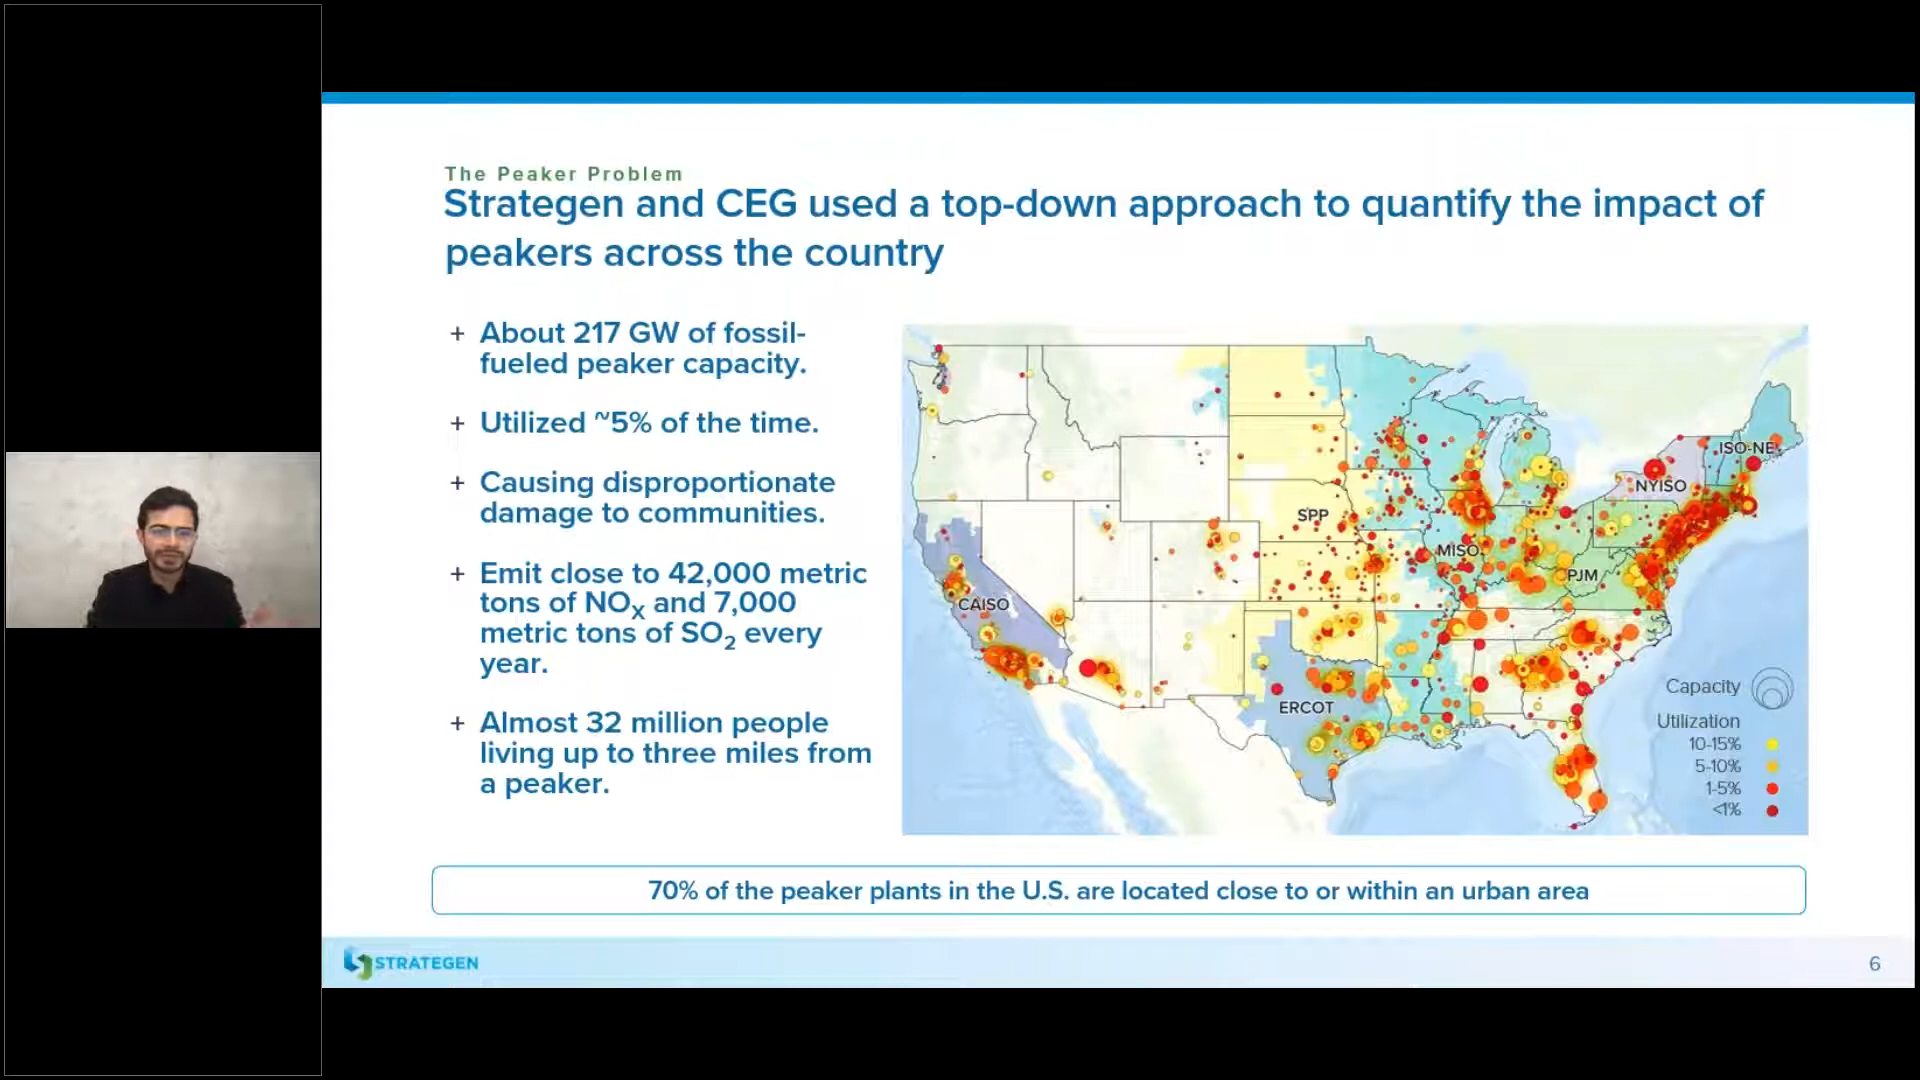 The Peaker Problem
Strategen and CEG used a top-down approach to quantify the impact of
peakers across the country
+ About 217 GW of fossil-
fueled peaker capacity.
+ Utilized ~5% of the time.
+ Causing disproportionate
damage to communities.
+ Emit close to 42,000 metric
tons of NOX and 7,000
metric tons of SO2 every
year.
+ Almost 32 million people
living up to three miles from
a peaker.
ISO-NE
NYISO
SPP
MISO
PJM
CAISO
ERCOT
Capacity
Utilization
10-15%
5-10%
1-5%
<1%
70% of the peaker plants in the U.S. are located close to or within an urban area
STRATEGEN
6